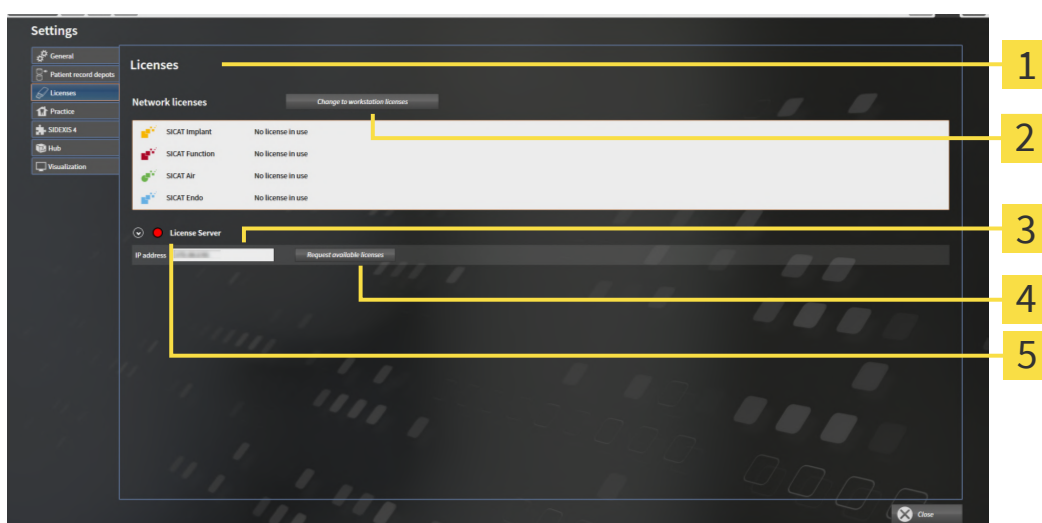 Settings
General
Patient record depots
Licenses
Practice
SIDEXIS 4
Hub
Visualization
Licenses
Network licenses
Change to workstation licenses
SICAT Implant No license in use
SICAT Function No license in use
SICAT Air No license in use
SICAT Endo No license in use
License Server
IP address
Request available licenses
Close
1
2
3
4
5